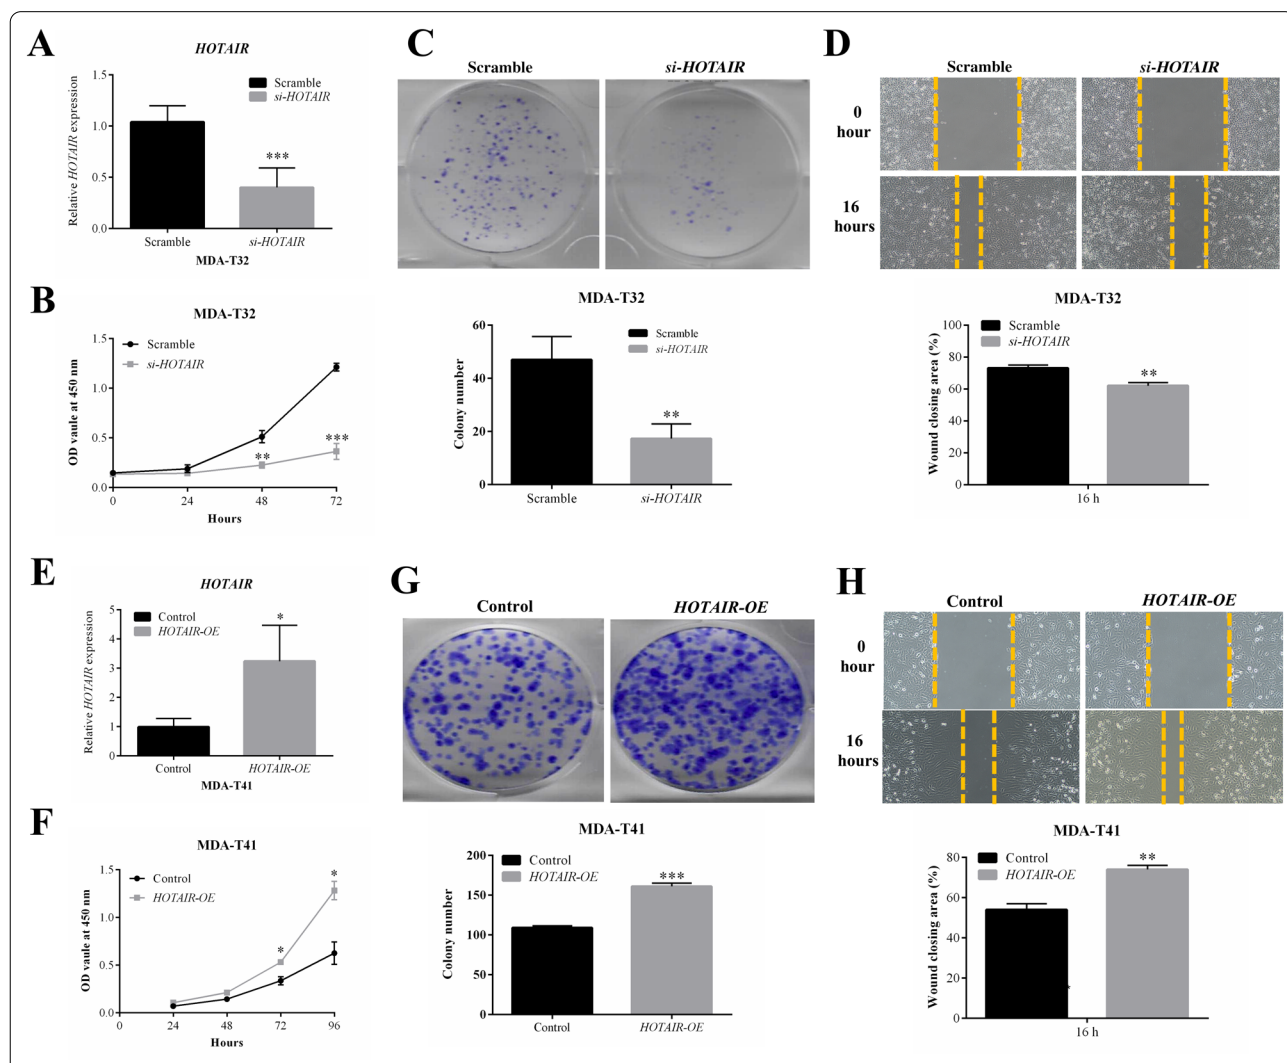 A
HOTAIR
Relative HOTAIR expression
1.5
1.0
0.5
0.0
Scramble
si-HOTAIR
***
Scramble
si-HOTAIR
MDA-T32
B
MDA-T32
OD vaule at 450 nm
1.5
1.0
0.5
0.0
Scramble
si-HOTAIR
**
***
0
24
48
72
Hours
C
Scramble
si-HOTAIR
MDA-T32
Colony number
60
40
20
0
Scramble
si-HOTAIR
**
Scramble
si-HOTAIR
D
Scramble
si-HOTAIR
0
hour
16
hours
MDA-T32
Wound closing area (%)
100
80
60
40
20
0
Scramble
si-HOTAIR
**
16 h
E
HOTAIR
Relative HOTAIR expression
5
4
3
2
1
0
Control
HOTAIR-OE
*
Control
HOTAIR-OE
MDA-T41
F
MDA-T41
OD vaule at 450 nm
1.5
1.0
0.5
0.0
Control
HOTAIR-OE
*
*
0
24
48
72
96
Hours
G
Control
HOTAIR-OE
MDA-T41
Colony number
200
150
100
50
0
Control
HOTAIR-OE
***
Control
HOTAIR-OE
H
Control
HOTAIR-OE
0
hour
16
hours
MDA-T41
Wound closing area (%)
80
60
40
20
0
Control
HOTAIR-OE
**
16 h